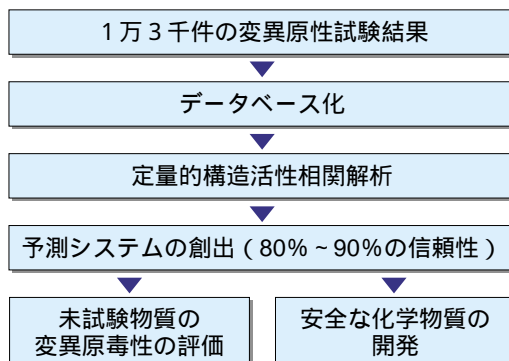 １万３千件の変異原性試験結果
データベース化
定量的構造活性相関解析
予測システムの創出（80％～90％の信頼性）
未試験物質の
変異原毒性の評価
安全な化学物質の
開発